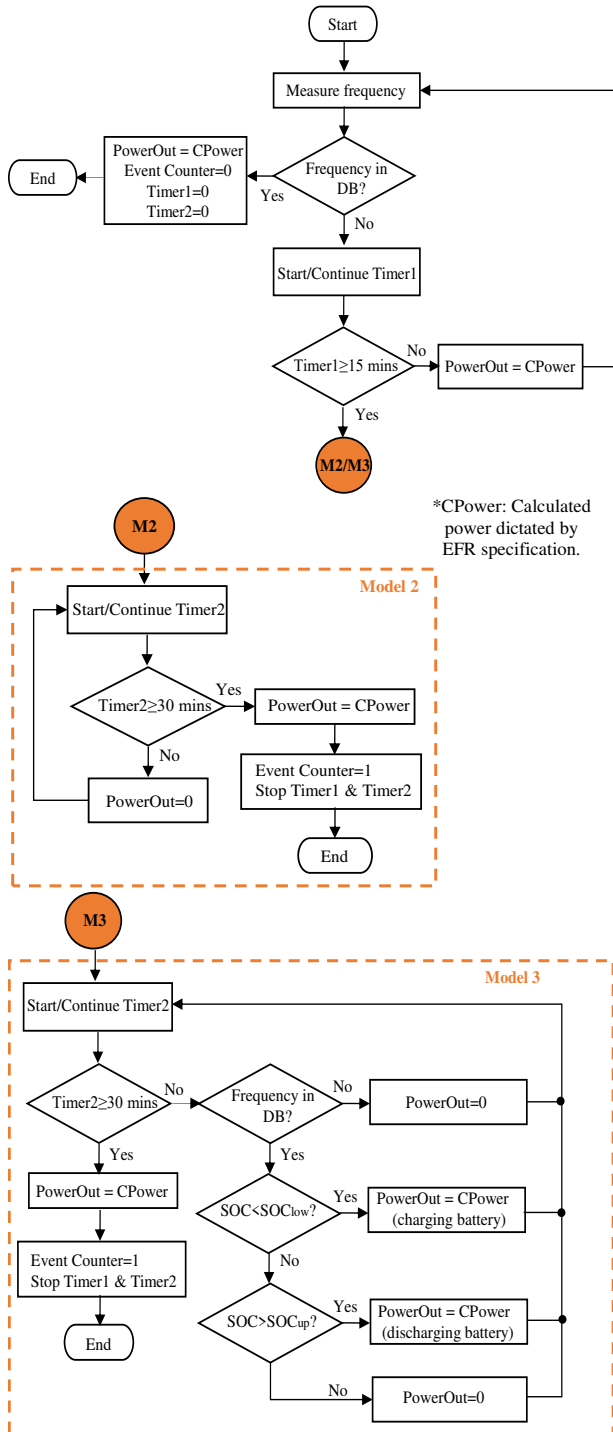 Start
Measure frequency
Frequency in
DB?
Yes
No
PowerOut = CPower
Event Counter=0
Timer1=0
Timer2=0
End
Start/Continue Timer1
Timer1≥15 mins
No
PowerOut = CPower
Yes
M2/M3
*CPower: Calculated
power dictated by
EFR specification.
M2
Model 2
Start/Continue Timer2
Timer2≥30 mins
Yes
PowerOut = CPower
No
PowerOut=0
Event Counter=1
Stop Timer1 & Timer2
End
M3
Model 3
Start/Continue Timer2
Timer2≥30 mins
No
Frequency in
DB?
No
PowerOut=0
Yes
PowerOut = CPower
Yes
Event Counter=1
Stop Timer1 & Timer2
End
SOC<SOClow?
Yes
PowerOut = CPower
(charging battery)
No
SOC>SOCup?
Yes
PowerOut = CPower
(discharging battery)
No
PowerOut=0